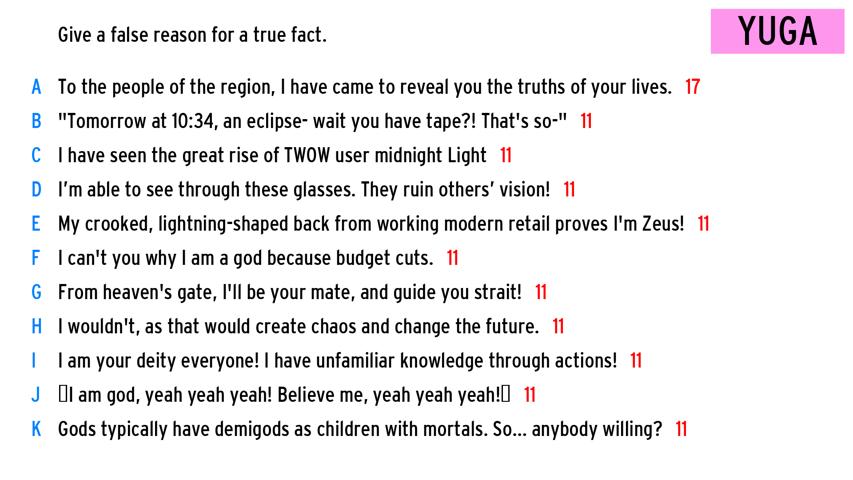 Give a false reason for a true fact.
YUGA
A To the people of the region, I have came to reveal you the truths of your lives. 17
B "Tomorrow at 10:34, an eclipse- wait you have tape?! That's so-" 11
C I have seen the great rise of TWOW user midnight Light 11
D I’m able to see through these glasses. They ruin others’ vision! 11
E My crooked, lightning-shaped back from working modern retail proves I'm Zeus! 11
F I can't you why I am a god because budget cuts. 11
G From heaven's gate, I'll be your mate, and guide you strait! 11
H I wouldn't, as that would create chaos and change the future. 11
I I am your deity everyone! I have unfamiliar knowledge through actions! 11
J I am god, yeah yeah yeah! Believe me, yeah yeah yeah! 11
K Gods typically have demigods as children with mortals. So... anybody willing? 11